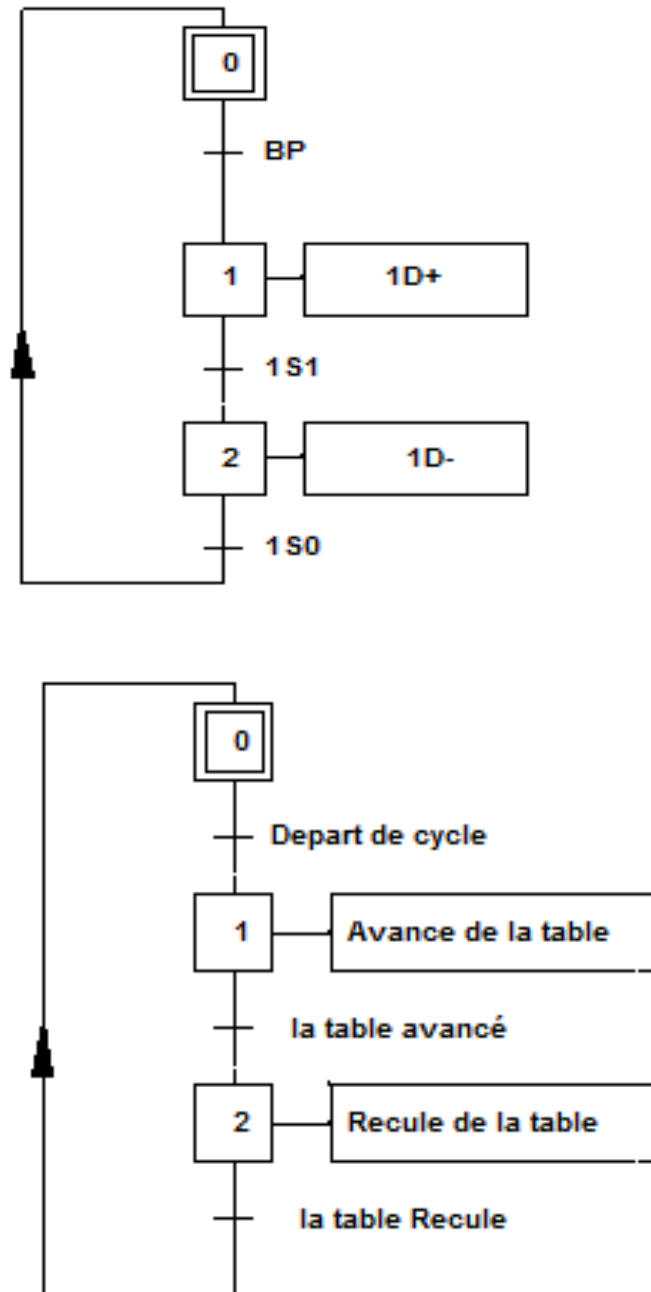 0
BP
1 1D+
1S1
2 1D-
1S0
0
Depart de cycle
1 Avance de la table
la table avancé
2 Recule de la table
la table Recule